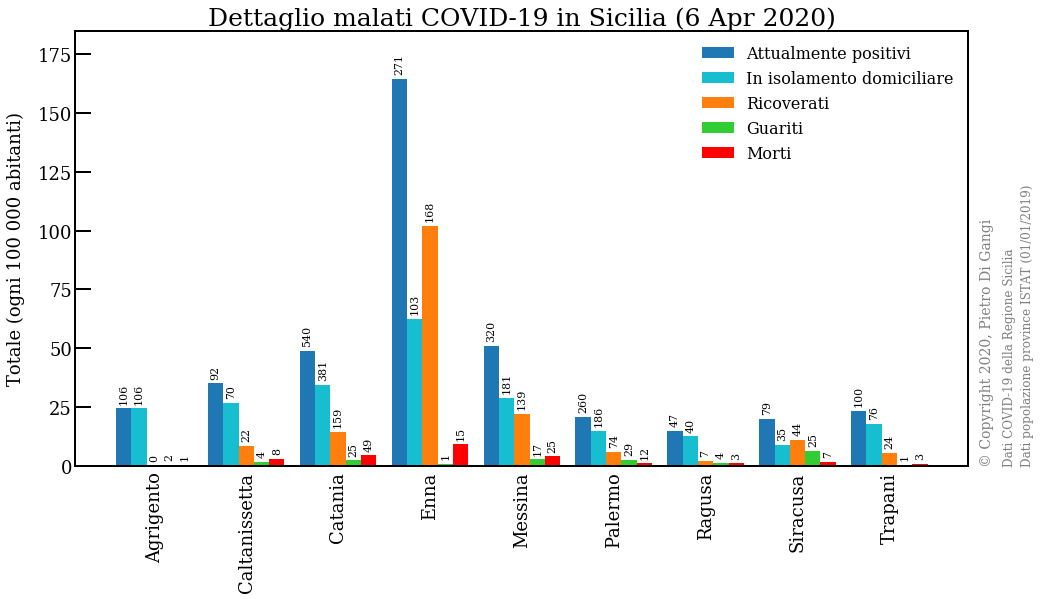 Dettaglio malati COVID-19 in Sicilia (6 Apr 2020)
Totale (ogni 100 000 abitanti)
175
150
125
100
75
50
25
0
Attualmente positivi
In isolamento domiciliare
Ricoverati
Guariti
Morti
106 106 0 2 1
92 70 22 4 8
540 381 159 25 49
271 103 168 1 15
320 181 139 17 25
260 186 74 29 12
47 40 7 4 3
79 35 44 25 7
100 76 24 1 3
Agrigento
Caltanissetta
Catania
Enna
Messina
Palermo
Ragusa
Siracusa
Trapani
© Copyright 2020, Pietro Di Gangi
Dati COVID-19 della Regione Sicilia
Dati popolazione province ISTAT (01/01/2019)